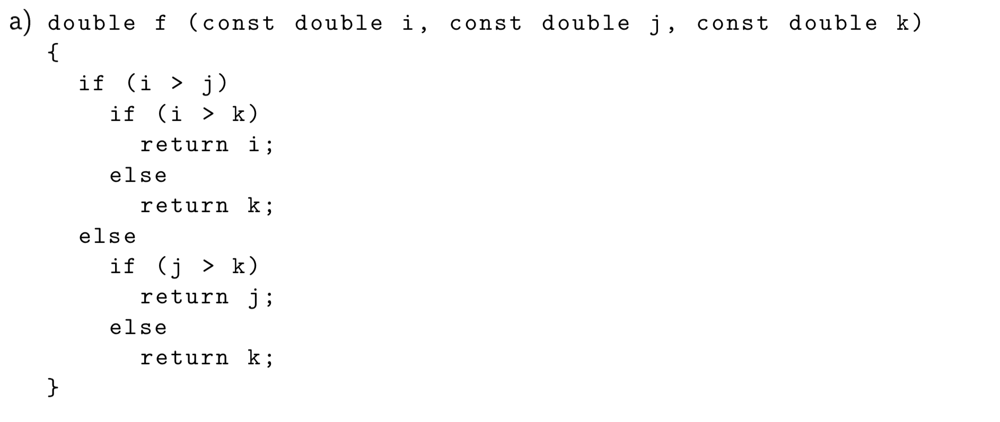 a) double f (const double i, const double j, const double k)
{
if (i > j)
if (i > k)
return i;
else
return k;
else
if (j > k)
return j;
else
return k;
}